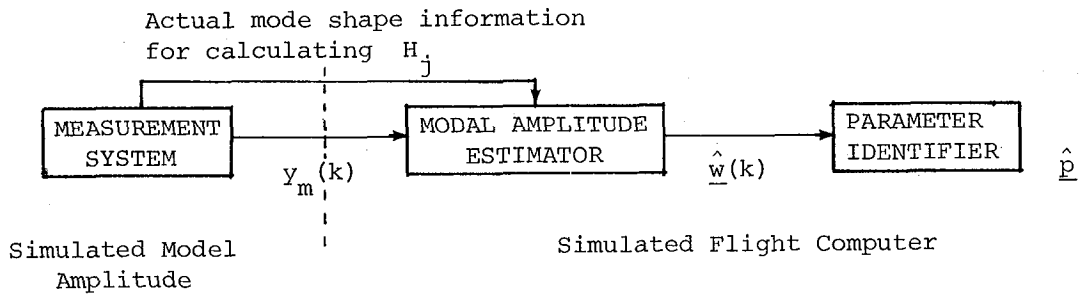 Actual mode shape information
for calculating H_j
MEASUREMENT
SYSTEM
MODAL AMPLITUDE
ESTIMATOR
PARAMETER
IDENTIFIER
y_m(k)
ŵ(k)
p̂
Simulated Model
Amplitude
Simulated Flight Computer